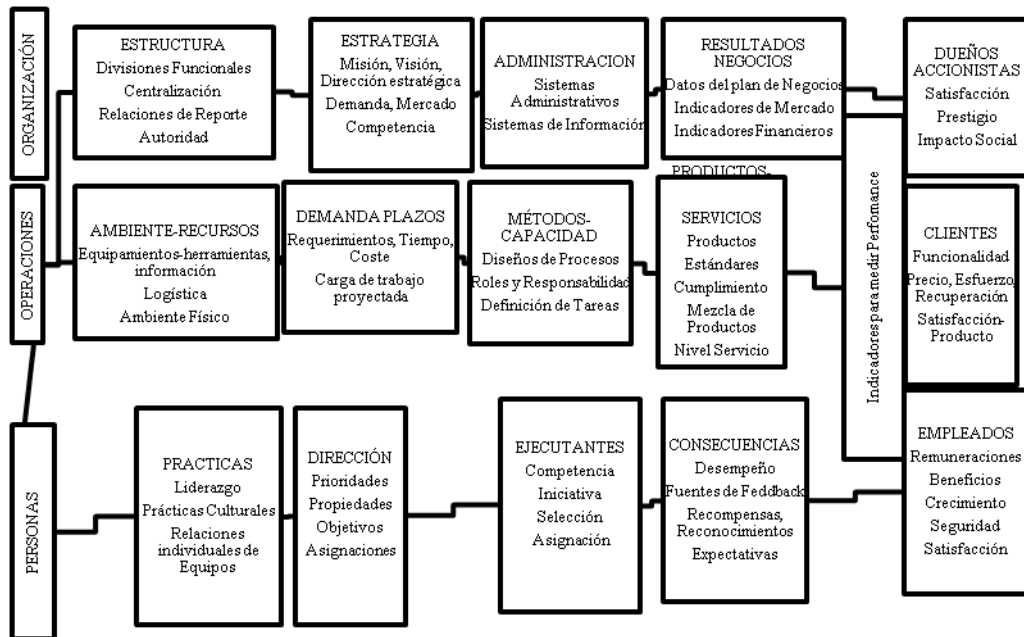 ORGANIZACIÓN
ESTRUCTURA
Divisiones Funcionales
Centralización
Relaciones de Reporte
Autoridad
ESTRATEGIA
Misión, Visión,
Dirección estratégica
Demanda, Mercado
Competencia
ADMINISTRACION
Sistemas
Administrativos
Sistemas de Información
RESULTADOS
NEGOCIOS
Datos del plan de Negocios
Indicadores de Mercado
Indicadores Financieros
DUEÑOS
ACCIONISTAS
Satisfacción
Prestigio
Impacto Social
OPERACIONES
AMBIENTE-RECURSOS
Equipamientos-herramientas,
información
Logística
Ambiente Físico
DEMANDA PLAZOS
Requerimientos, Tiempo,
Coste
Carga de trabajo
proyectada
MÉTODOS-
CAPACIDAD
Diseños de Procesos
Roles y Responsabilidad
Definición de Tareas
PRODUCTOS-
SERVICIOS
Productos
Estándares
Cumplimiento
Mezcla de
Productos
Nivel Servicio
Indicadores para medir Perfomance
CLIENTES
Funcionalidad
Precio, Esfuerzo,
Recuperación
Satisfacción-
Producto
PERSONAS
PRACTICAS
Liderazgo
Prácticas Culturales
Relaciones
individuales de
Equipos
DIRECCIÓN
Prioridades
Propiedades
Objetivos
Asignaciones
EJECUTANTES
Competencia
Iniciativa
Selección
Asignación
CONSECUENCIAS
Desempeño
Fuentes de Feddback
Recompensas,
Reconocimientos
Expectativas
EMPLEADOS
Remuneraciones
Beneficios
Crecimiento
Seguridad
Satisfacción